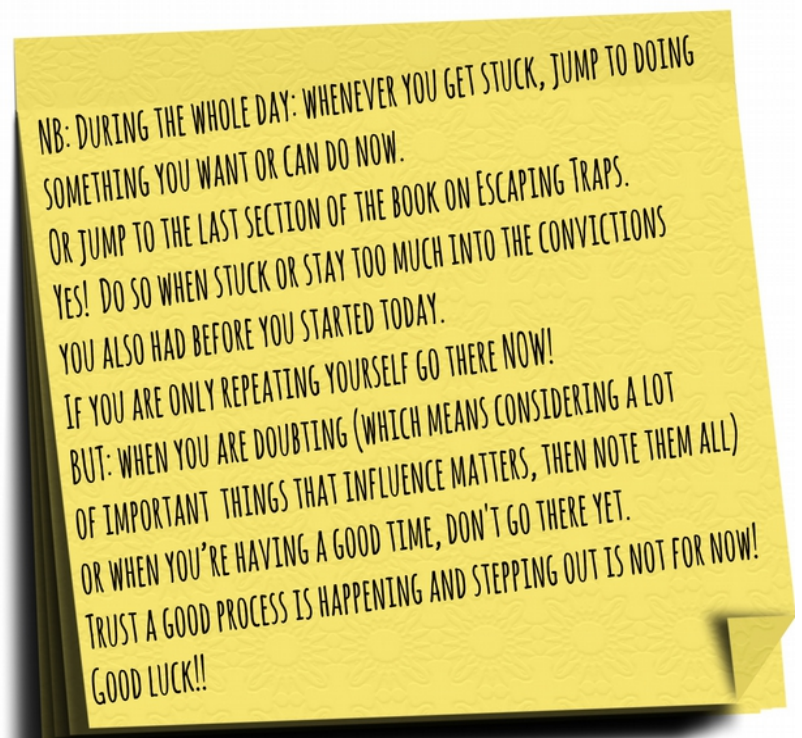 NB: During the whole day: whenever you get stuck, jump to doing
something you want or can do now.
Or jump to the last section of the book on Escaping Traps.
Yes! Do so when stuck or stay too much into the convictions
you also had before you started today.
If you are only repeating yourself go there NOW!
BUT: when you are doubting (which means considering a lot
of important things that influence matters, then note them all)
or when you're having a good time, don't go there yet.
Trust a good process is happening and stepping out is not for now!
Good luck!!